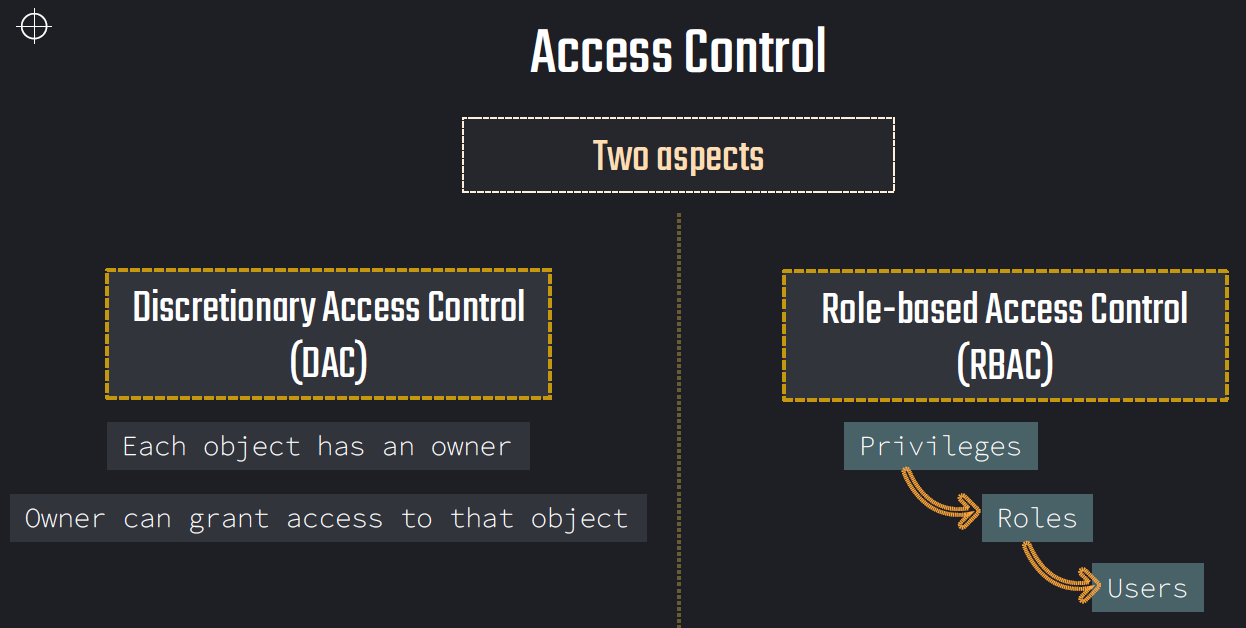 Access Control
Two aspects
Discretionary Access Control
(DAC)
Each object has an owner
Owner can grant access to that object
Role-based Access Control
(RBAC)
Privileges
Roles
Users